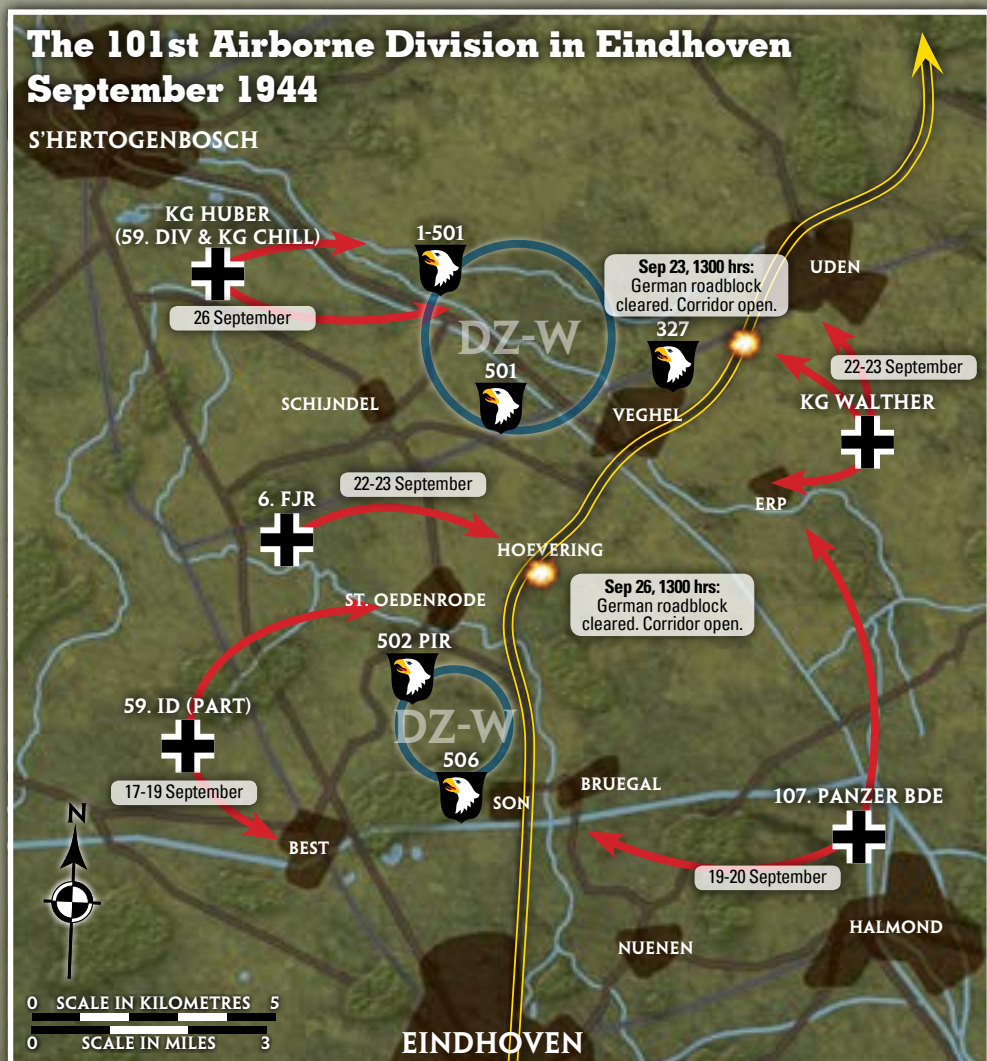 The 101st Airborne Division in Eindhoven
September 1944
S'HERTOGENBOSCH
KG HUBER
(59. DIV & KG CHILL)
26 September
1-501
DZ-W
501
Sep 23, 1300 hrs:
German roadblock
cleared. Corridor open.
UDEN
327
22-23 September
KG WALTHER
SCHIJNDEL
VEGHEL
22-23 September
6. FJR
ERP
HOEVERING
Sep 26, 1300 hrs:
German roadblock
cleared. Corridor open.
ST. OEDENRODE
502 PIR
59. ID (PART)
DZ-W
506
17-19 September
SON
BRUEGAL
107. PANZER BDE
N
BEST
19-20 September
HALMOND
NUENEN
0 SCALE IN KILOMETRES 5
0 SCALE IN MILES 3
EINDHOVEN